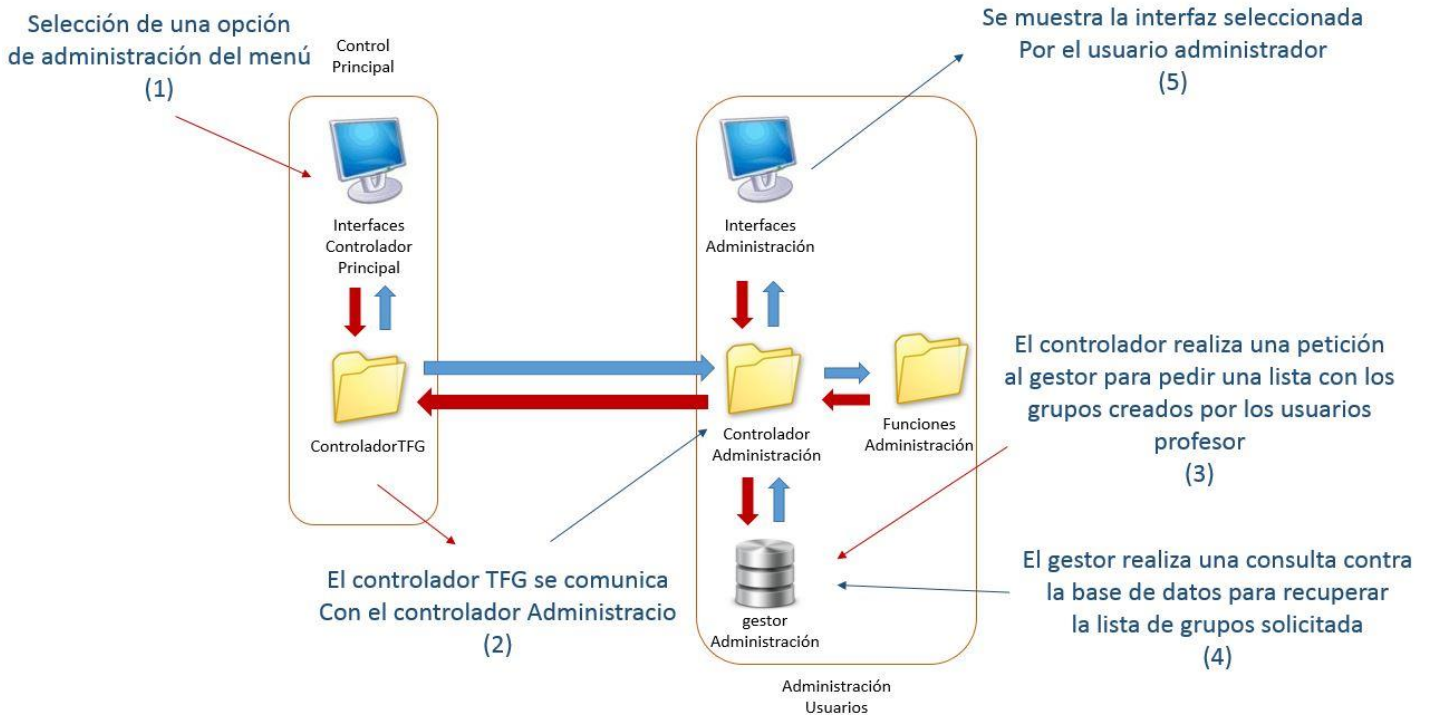 Selección de una opción
de administración del menú
(1)
Control
Principal
Se muestra la interfaz seleccionada
Por el usuario administrador
(5)
Interfaces
Controlador
Principal
Interfaces
Administración
ControladorTFG
Controlador
Administración
Funciones
Administración
El controlador realiza una petición
al gestor para pedir una lista con los
grupos creados por los usuarios
profesor
(3)
El controlador TFG se comunica
Con el controlador Administracio
(2)
gestor
Administración
El gestor realiza una consulta contra
la base de datos para recuperar
la lista de grupos solicitada
(4)
Administración
Usuarios